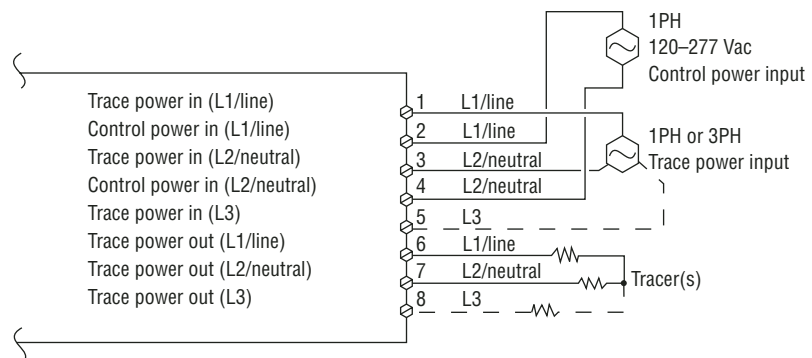 1PH
120–277 Vac
Control power input
Trace power in (L1/line)
1 L1/line
Control power in (L1/line)
2 L1/line
1PH or 3PH
Trace power input
Trace power in (L2/neutral)
3 L2/neutral
Control power in (L2/neutral)
4 L2/neutral
Trace power in (L3)
5 L3
Trace power out (L1/line)
6 L1/line
Trace power out (L2/neutral)
7 L2/neutral
Tracer(s)
Trace power out (L3)
8 L3